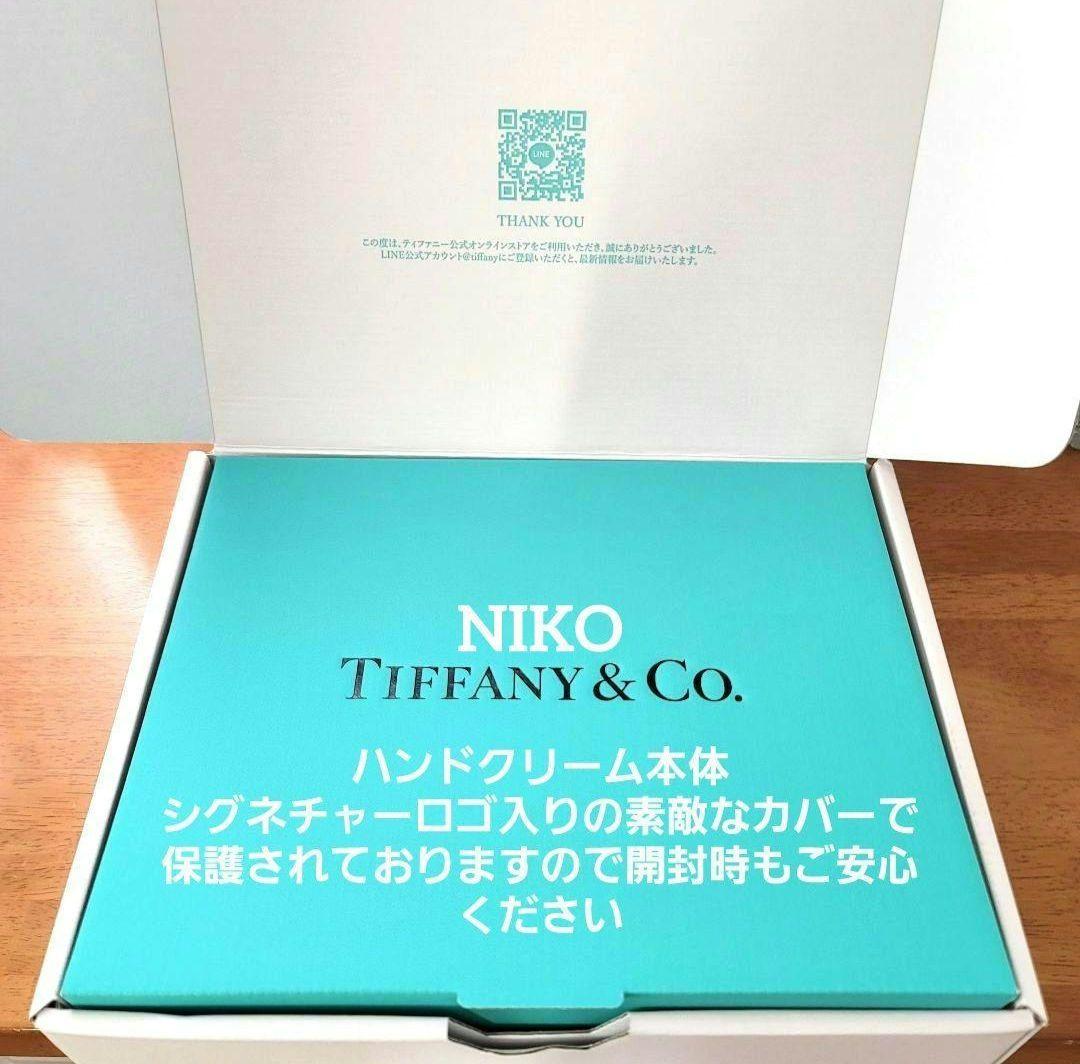 LINE
THANK YOU
この度は、ティファニー公式オンラインストアをご利用いただき、誠にありがとうございました。
LINE公式アカウント@tiffanyにご登録いただくと、最新情報をお届けいたします。
NIKO
TIFFANY & CO.
ハンドクリーム本体
シグネチャーロゴ入りの素敵なカバーで
保護されておりますので開封時もご安心
ください